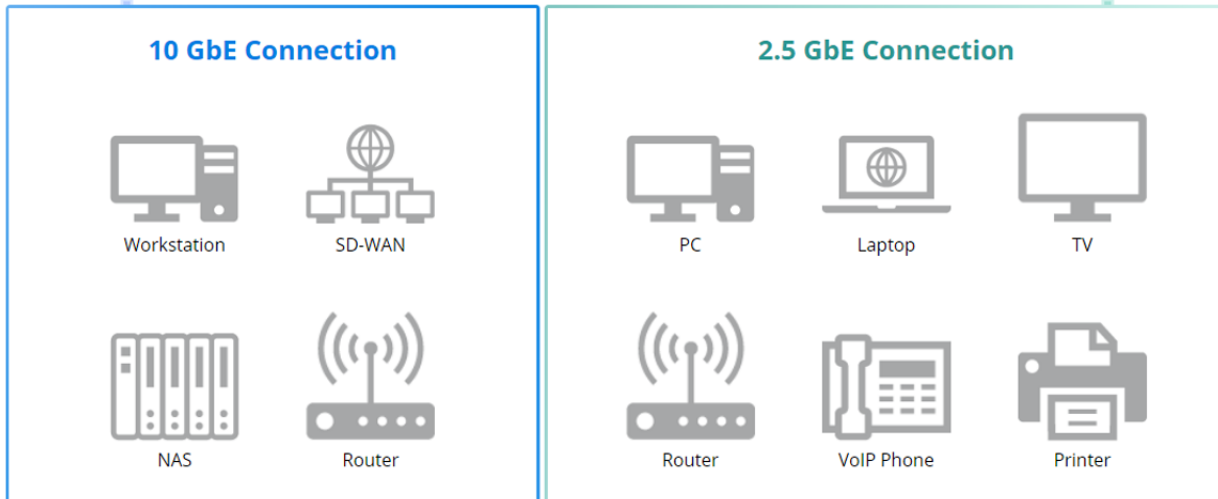 10 GbE Connection
Workstation
SD-WAN
NAS
Router
2.5 GbE Connection
PC
Laptop
TV
Router
VoIP Phone
Printer